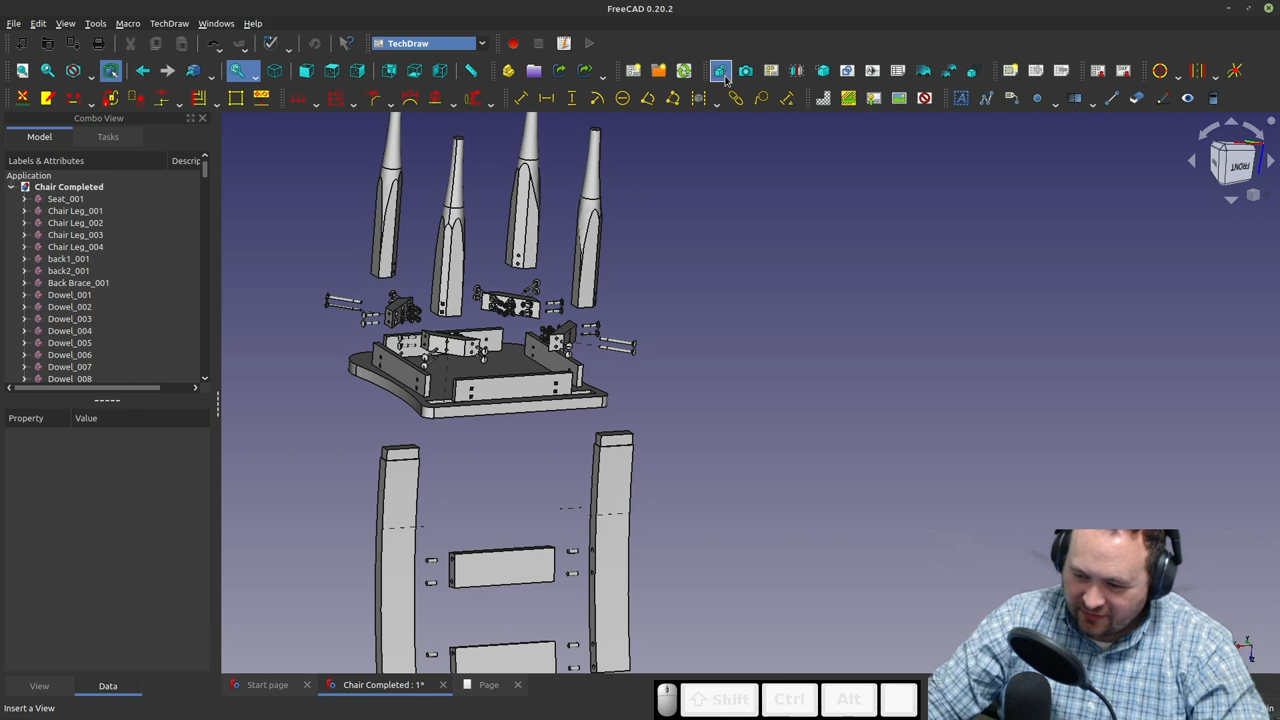 FreeCAD 0.20.2
File Edit View Tools Macro TechDraw Windows Help
TechDraw
Combo View
Model Tasks
Labels & Attributes Descrip
Application
Chair Completed
Seat_001
Chair Leg_001
Chair Leg_002
Chair Leg_003
Chair Leg_004
back1_001
back2_001
Back Brace_001
Dowel_001
Dowel_002
Dowel_003
Dowel_004
Dowel_005
Dowel_006
Dowel_007
Dowel_008
Property Value
FRONT
View Data
Start page Chair Completed : 1* Page
Insert a View
Shift Ctrl Alt